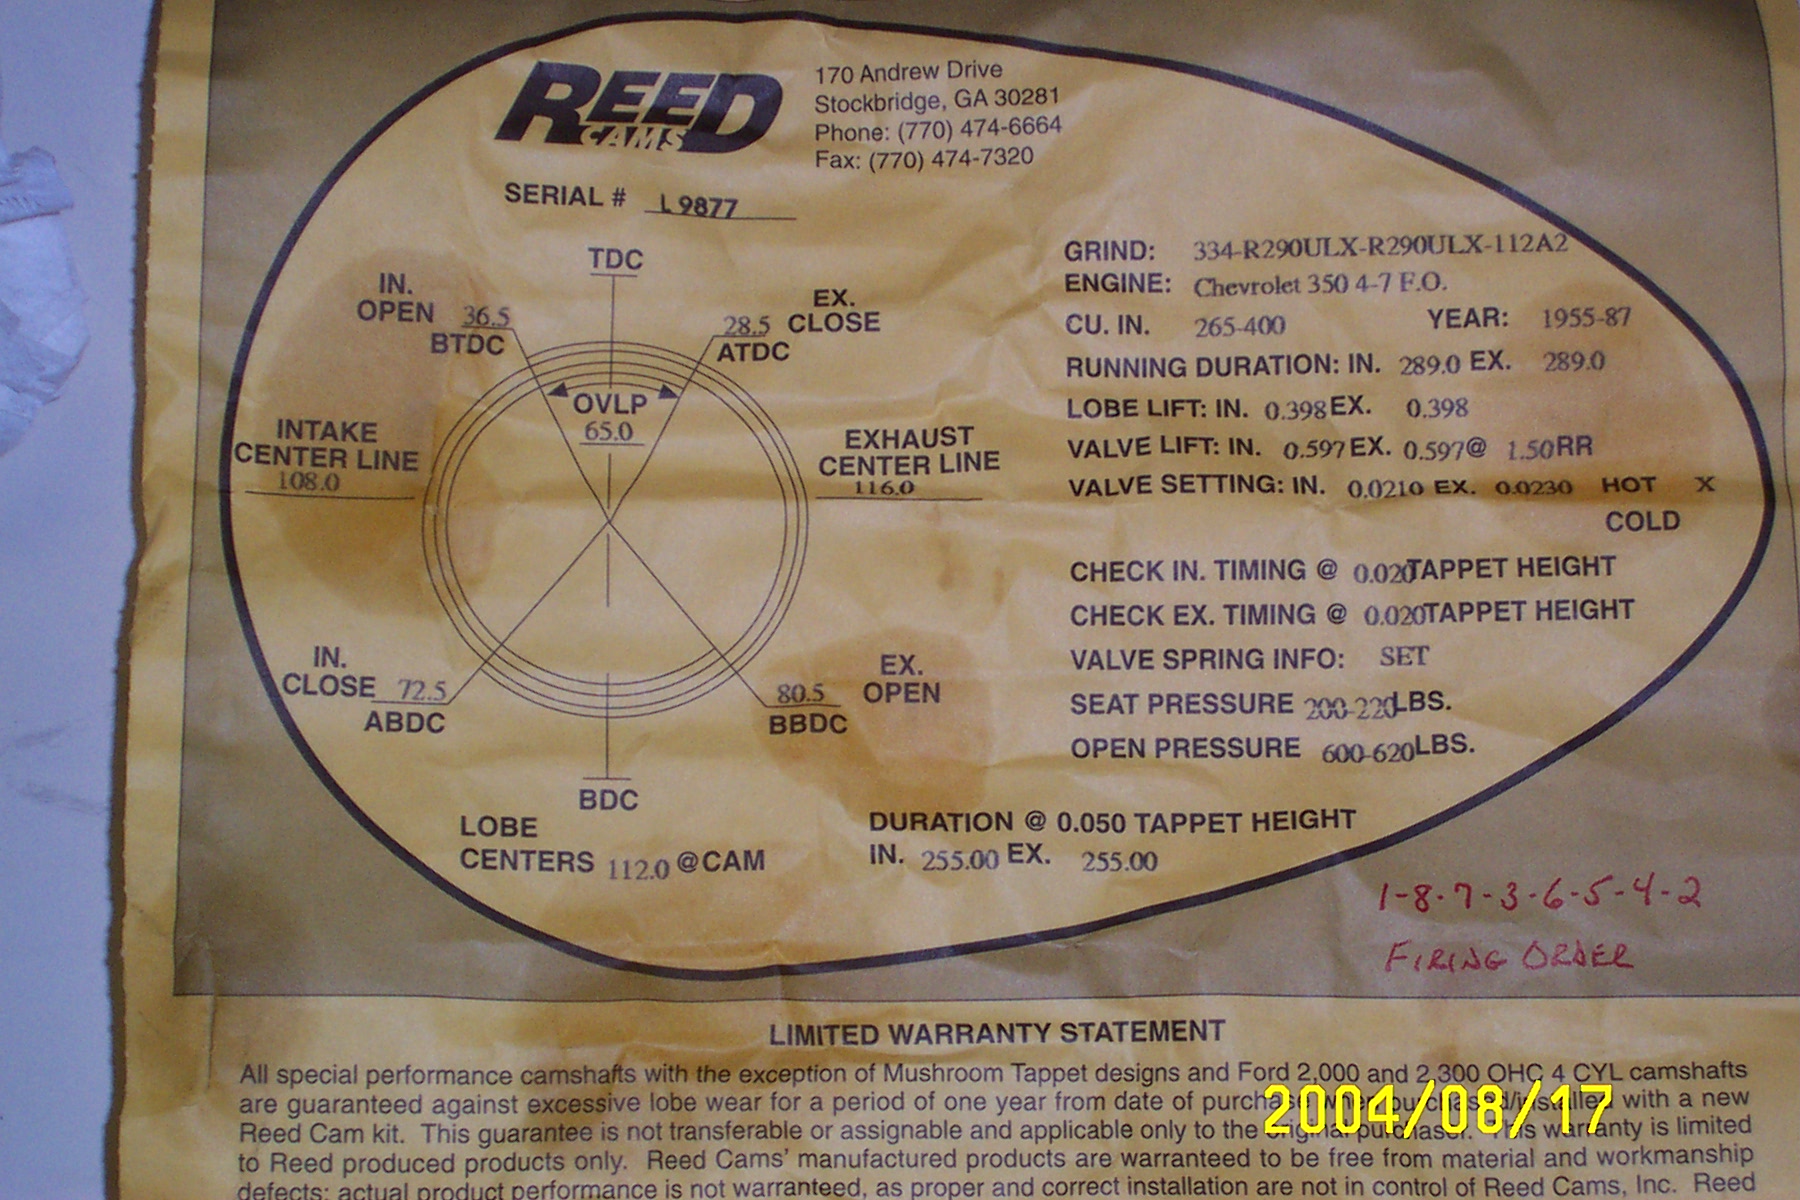 REED
CAMS
170 Andrew Drive
Stockbridge, GA 30281
Phone: (770) 474-6664
Fax: (770) 474-7320
SERIAL # L9877
TDC
IN.
OPEN 36.5
BTDC
EX.
28.5 CLOSE
ATDC
OVLP
65.0
INTAKE
CENTER LINE
108.0
EXHAUST
CENTER LINE
116.0
IN.
CLOSE 72.5
ABDC
EX.
80.5 OPEN
BBDC
BDC
LOBE
CENTERS 112.0 @CAM
GRIND: 334-R290ULX-R290ULX-112A2
ENGINE: Chevrolet 350 4-7 F.O.
CU. IN. 265-400 YEAR: 1955-87
RUNNING DURATION: IN. 289.0 EX. 289.0
LOBE LIFT: IN. 0.398 EX. 0.398
VALVE LIFT: IN. 0.597 EX. 0.597@ 1.50 RR
VALVE SETTING: IN. 0.0210 EX. 0.0230 HOT X
COLD
CHECK IN. TIMING @ 0.020 TAPPET HEIGHT
CHECK EX. TIMING @ 0.020 TAPPET HEIGHT
VALVE SPRING INFO: SET
SEAT PRESSURE 200-220 LBS.
OPEN PRESSURE 600-620 LBS.
DURATION @ 0.050 TAPPET HEIGHT
IN. 255.00 EX. 255.00
1-8-7-3-6-5-4-2
FIRING ORDER
LIMITED WARRANTY STATEMENT
All special performance camshafts with the exception of Mushroom Tappet designs and Ford 2,000 and 2,300 OHC 4 CYL camshafts
are guaranteed against excessive lobe wear for a period of one year from date of purchase when purchased/installed with a new
Reed Cam kit. This guarantee is not transferable or assignable and applicable only to the original purchaser. This warranty is limited
to Reed produced products only. Reed Cams' manufactured products are warranteed to be free from material and workmanship
defects; actual product performance is not warranteed, as proper and correct installation are not in control of Reed Cams, Inc. Reed
2004/08/17